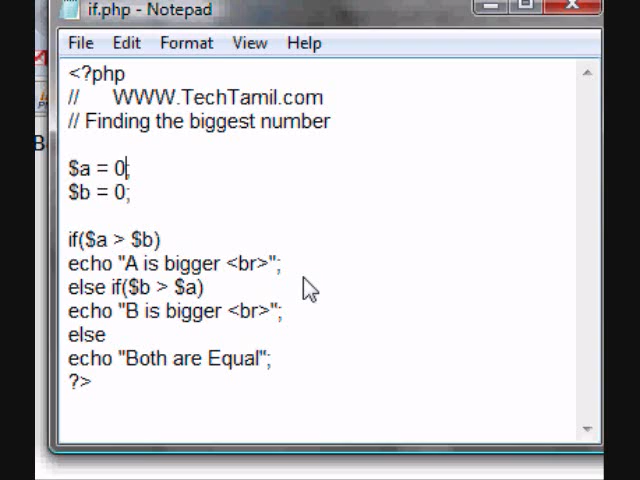 if.php - Notepad
File Edit Format View Help
<?php
// WWW.TechTamil.com
// Finding the biggest number
$a = 0;
$b = 0;
if($a > $b)
echo "A is bigger <br>";
else if($b > $a)
echo "B is bigger <br>";
else
echo "Both are Equal";
?>